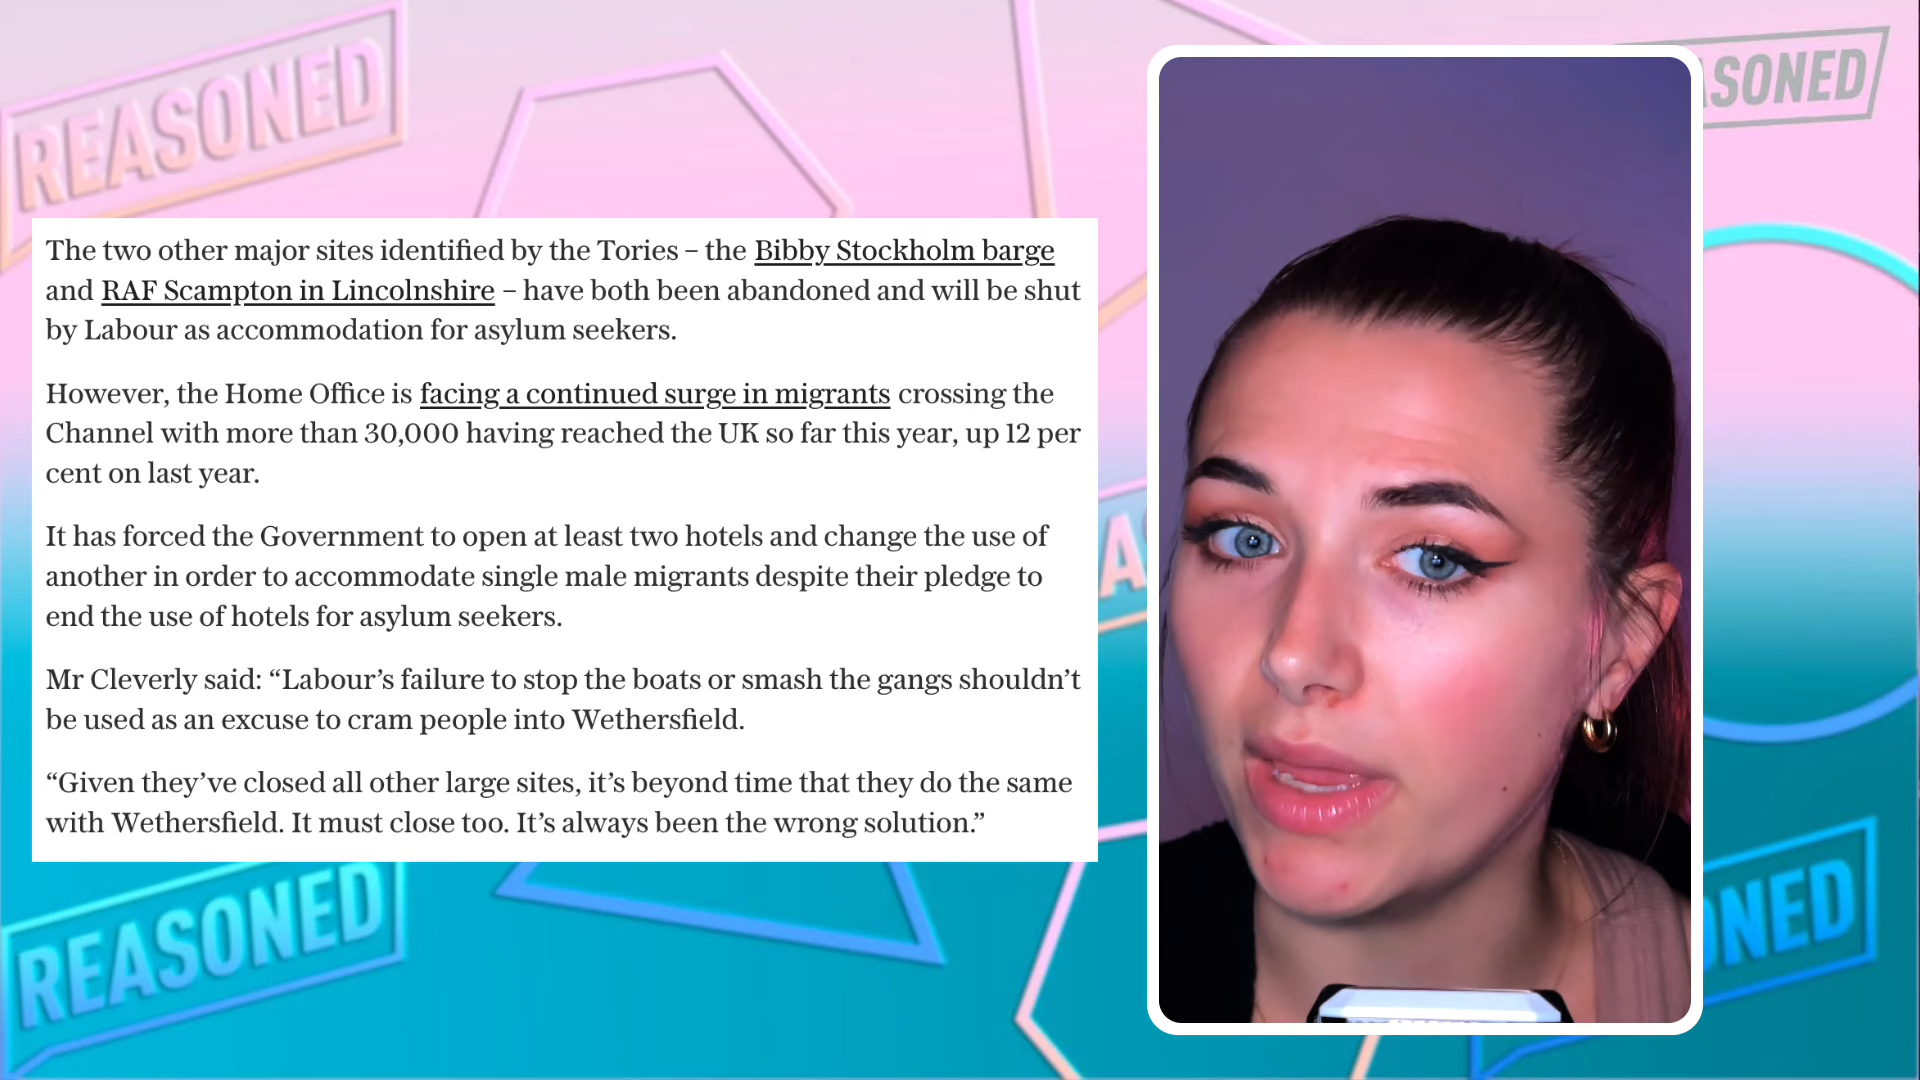 REASONED
SONED
The two other major sites identified by the Tories – the Bibby Stockholm barge
and RAF Scampton in Lincolnshire – have both been abandoned and will be shut
by Labour as accommodation for asylum seekers.
However, the Home Office is facing a continued surge in migrants crossing the
Channel with more than 30,000 having reached the UK so far this year, up 12 per
cent on last year.
It has forced the Government to open at least two hotels and change the use of
another in order to accommodate single male migrants despite their pledge to
end the use of hotels for asylum seekers.
Mr Cleverly said: “Labour’s failure to stop the boats or smash the gangs shouldn’t
be used as an excuse to cram people into Wethersfield.
“Given they’ve closed all other large sites, it’s beyond time that they do the same
with Wethersfield. It must close too. It’s always been the wrong solution.”
A
REASONED
ONED